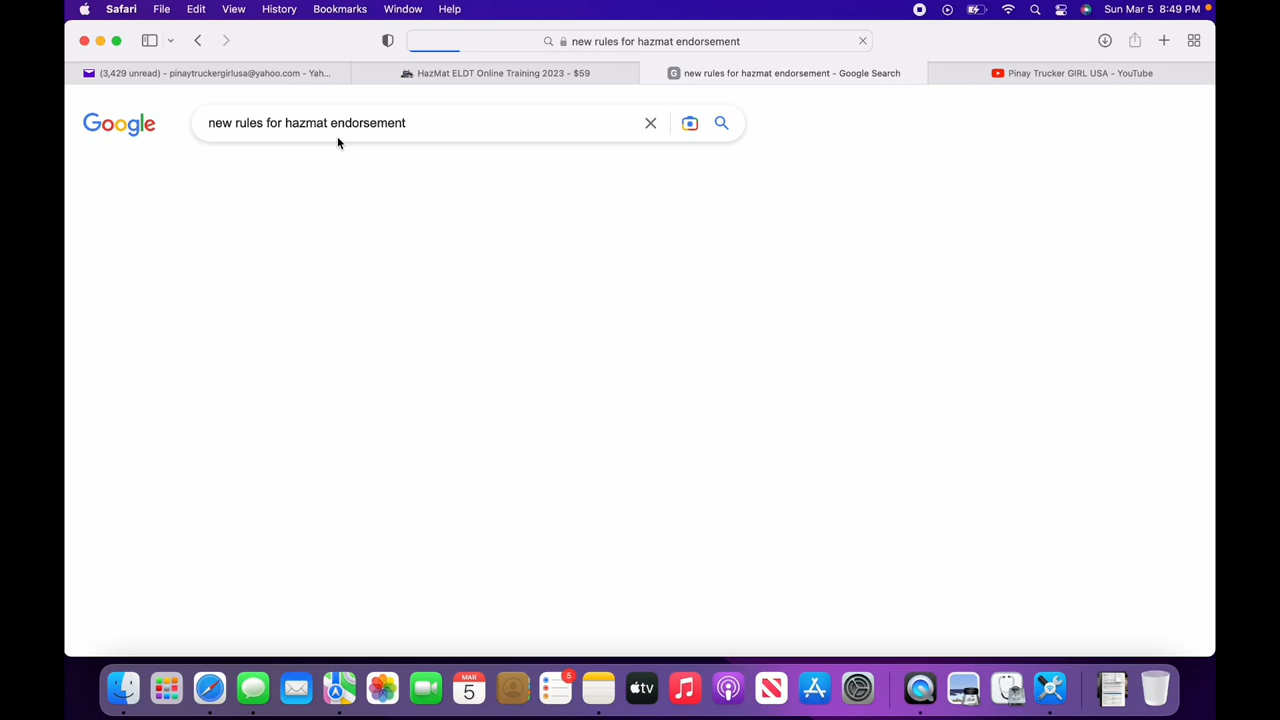 Safari File Edit View History Bookmarks Window Help Sun Mar 5 8:49 PM
new rules for hazmat endorsement
(3,429 unread) - pinaytruckergirlusa@yahoo.com - Yah... HazMat ELDT Online Training 2023 - $59 G new rules for hazmat endorsement - Google Search Pinay Trucker GIRL USA - YouTube
Google new rules for hazmat endorsement
MAR
5
5
tv